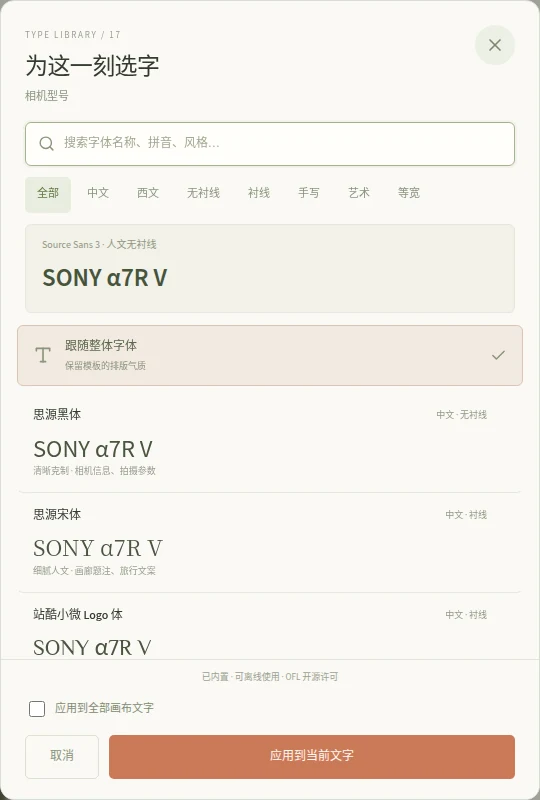 TYPE LIBRARY / 17
为这一刻选字
相机型号
搜索字体名称、拼音、风格…
全部 中文 西文 无衬线 衬线 手写 艺术 等宽
Source Sans 3 · 人文无衬线
SONY α7R V
跟随整体字体
保留模板的排版气质
思源黑体 中文 · 无衬线
SONY α7R V
清晰克制 · 相机信息、拍摄参数
思源宋体 中文 · 衬线
SONY α7R V
细腻人文 · 画廊题注、旅行文案
站酷小微 Logo 体 中文 · 衬线
SONY α7R V
已内置 · 可离线使用 · OFL 开源许可
应用到全部画布文字
取消 应用到当前文字